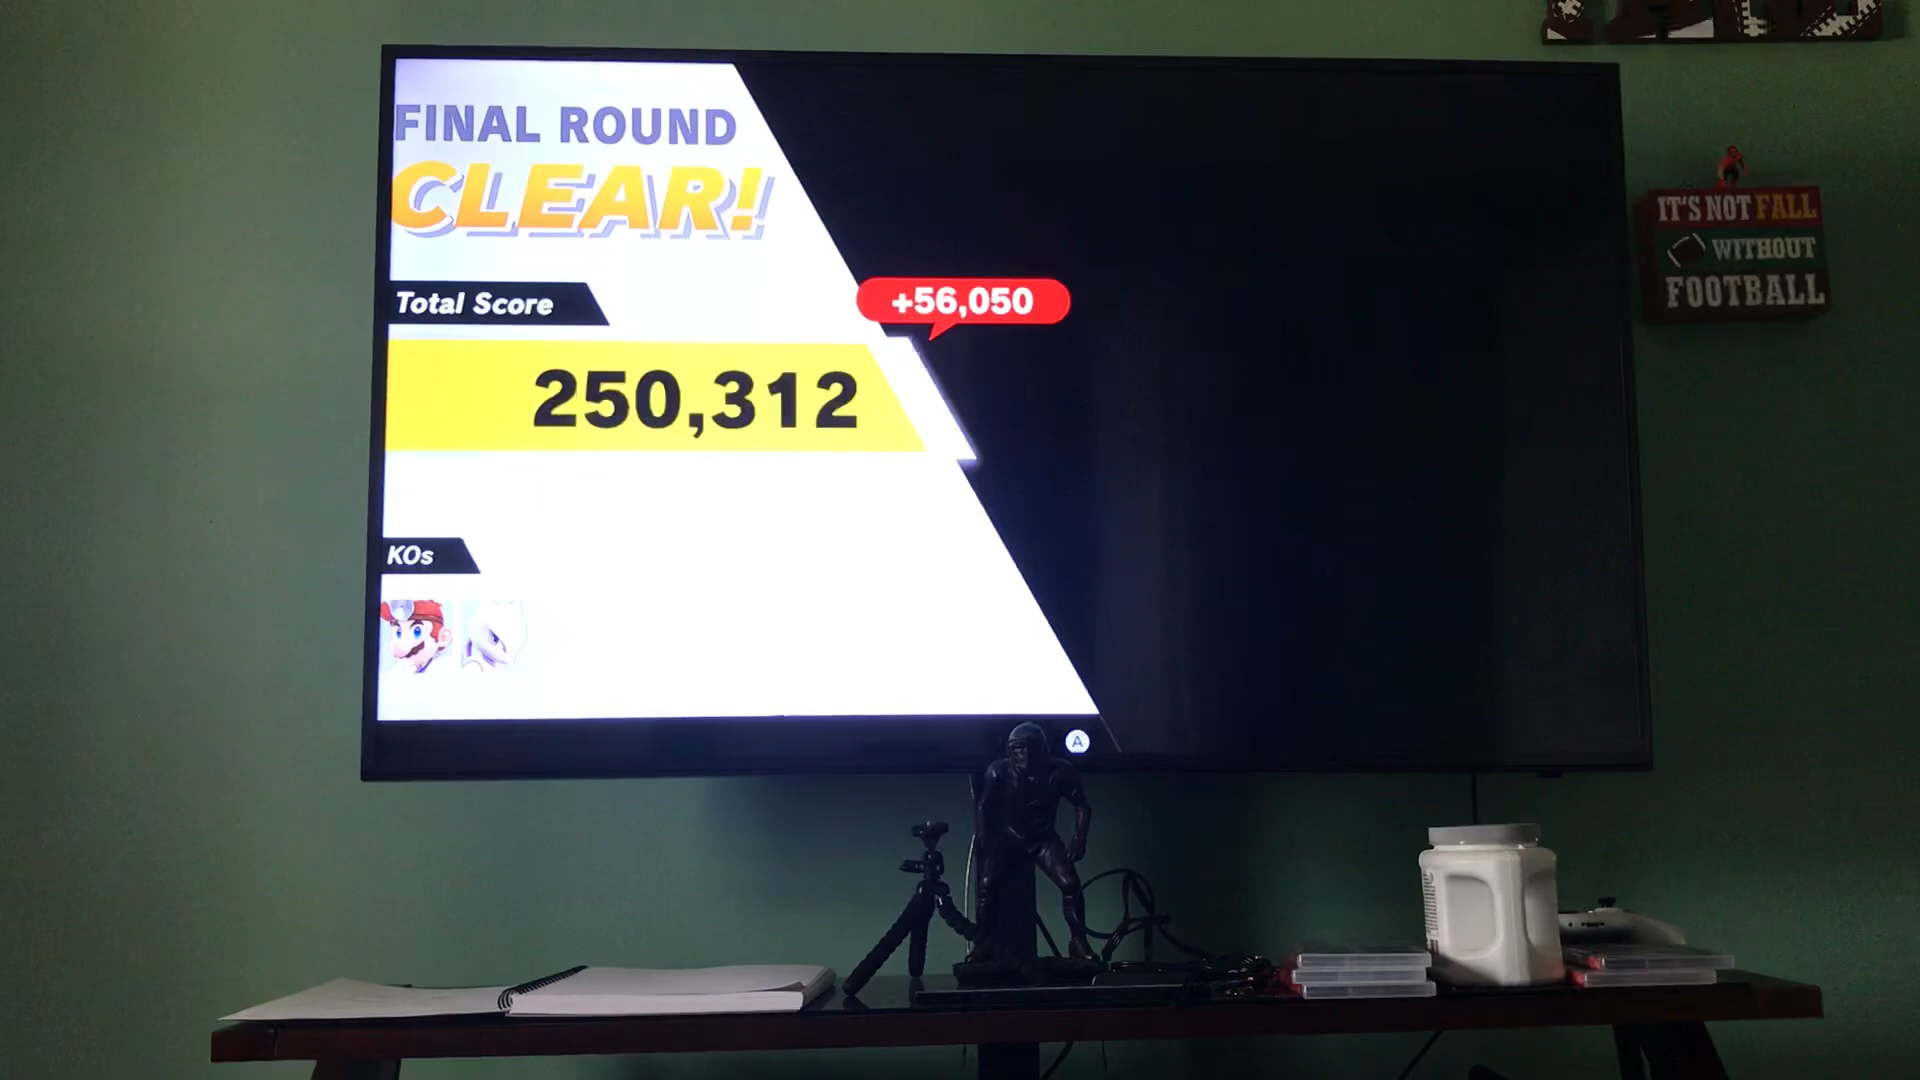 FINAL ROUND
CLEAR!
Total Score
+56,050
250,312
KOs
A
IT'S NOT FALL
WITHOUT
FOOTBALL